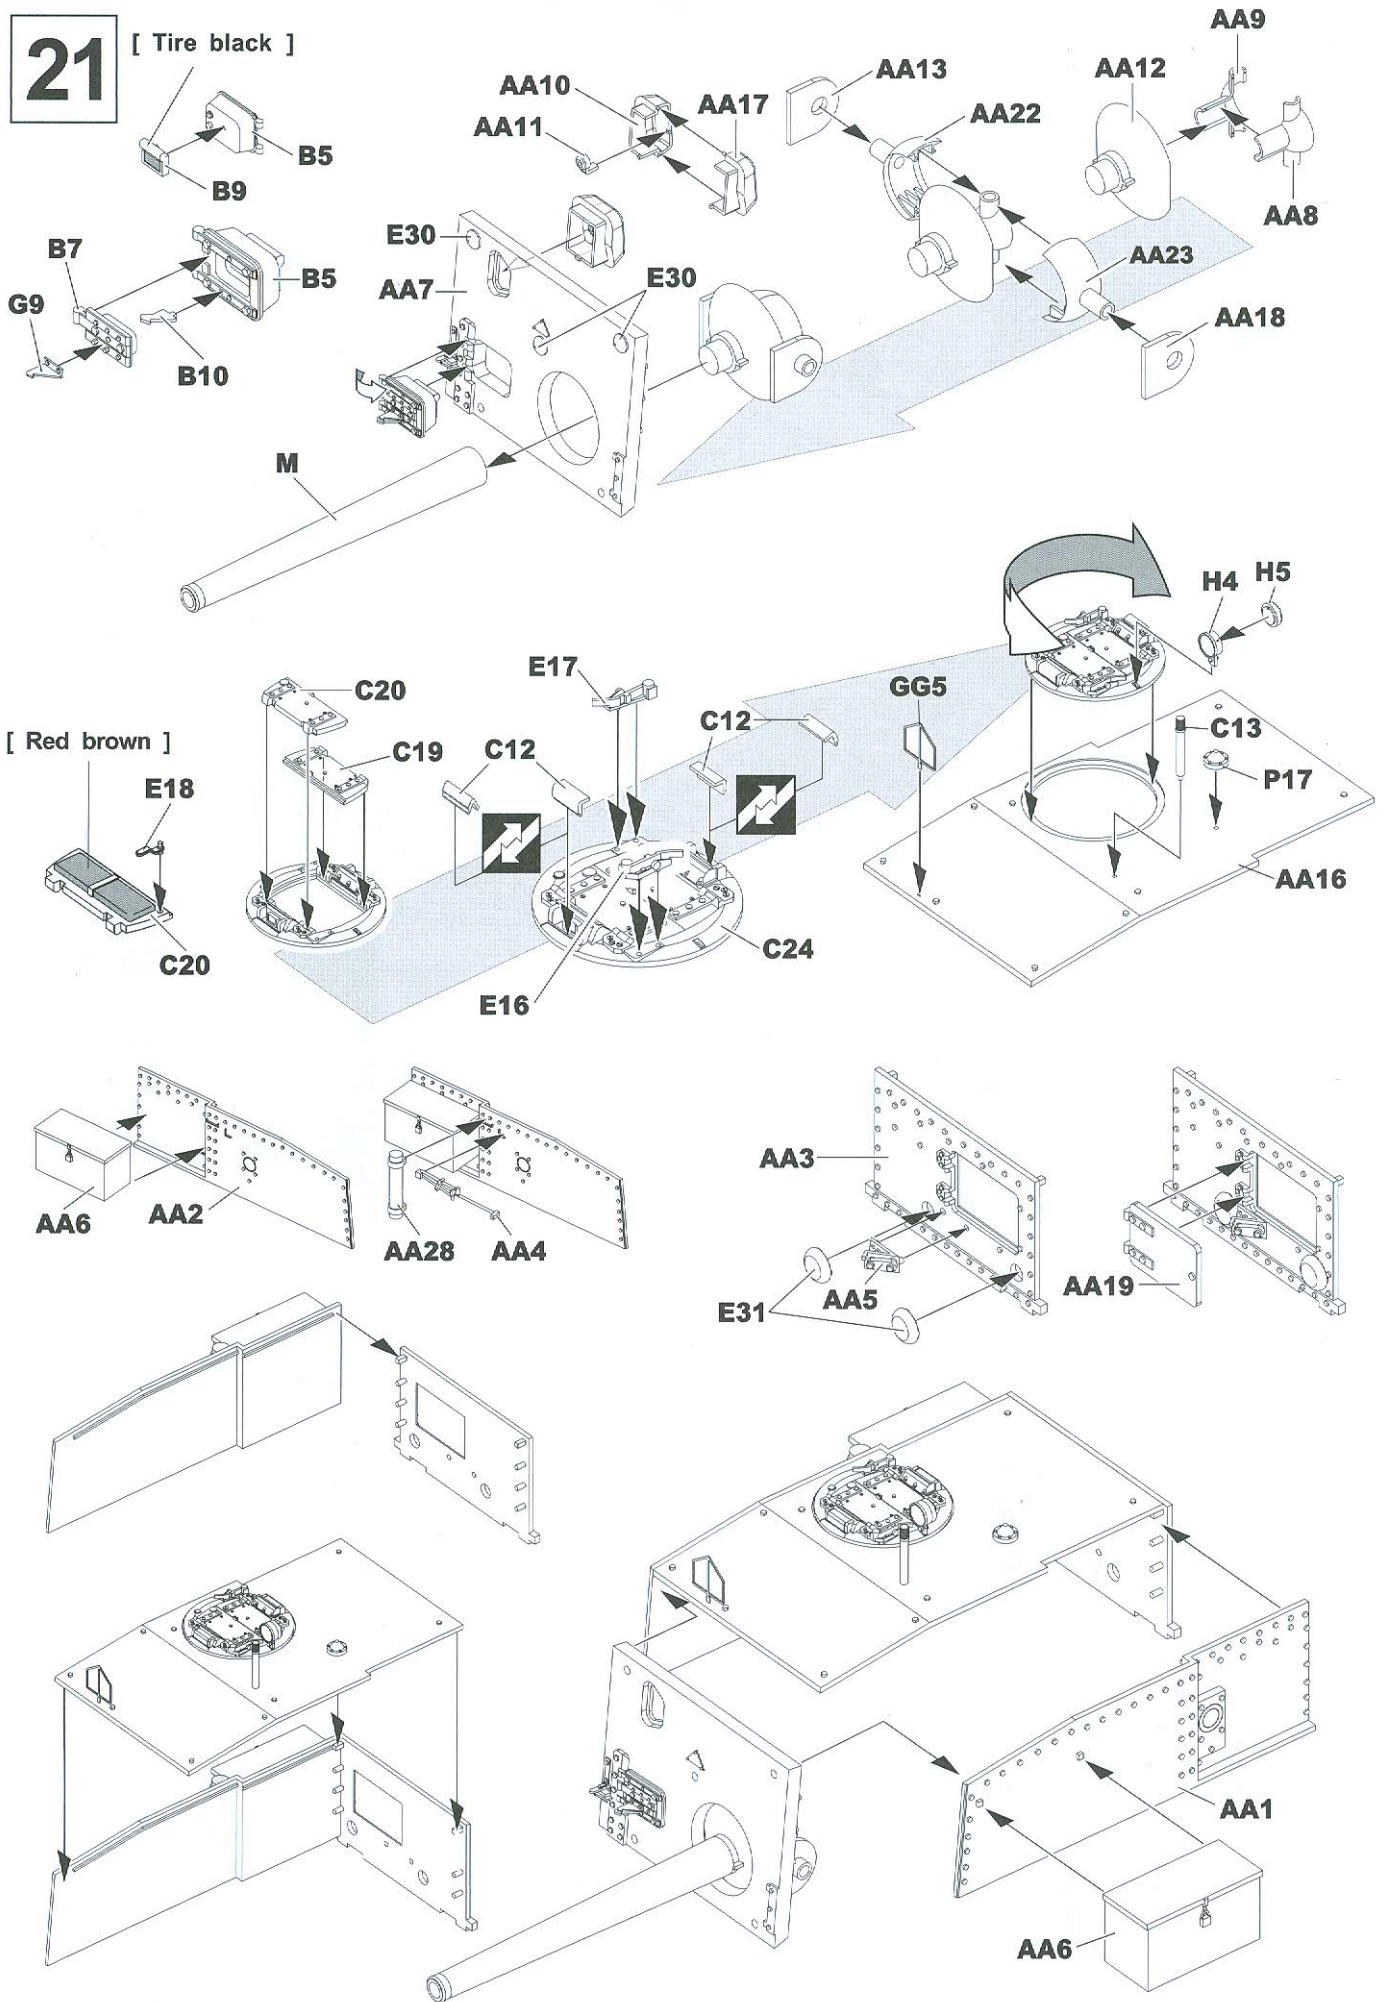 21
[ Tire black ]
B5
B9
B7
B5
G9
B10
AA10
AA11
AA17
AA13
AA22
AA12
AA9
AA8
AA23
AA18
E30
AA7
E30
M
C20
E17
C12
GG5
H4
H5
C13
P17
[ Red brown ]
E18
C19
C12
C20
C24
E16
AA16
AA6
AA2
AA28
AA4
AA3
E31
AA5
AA19
AA1
AA6